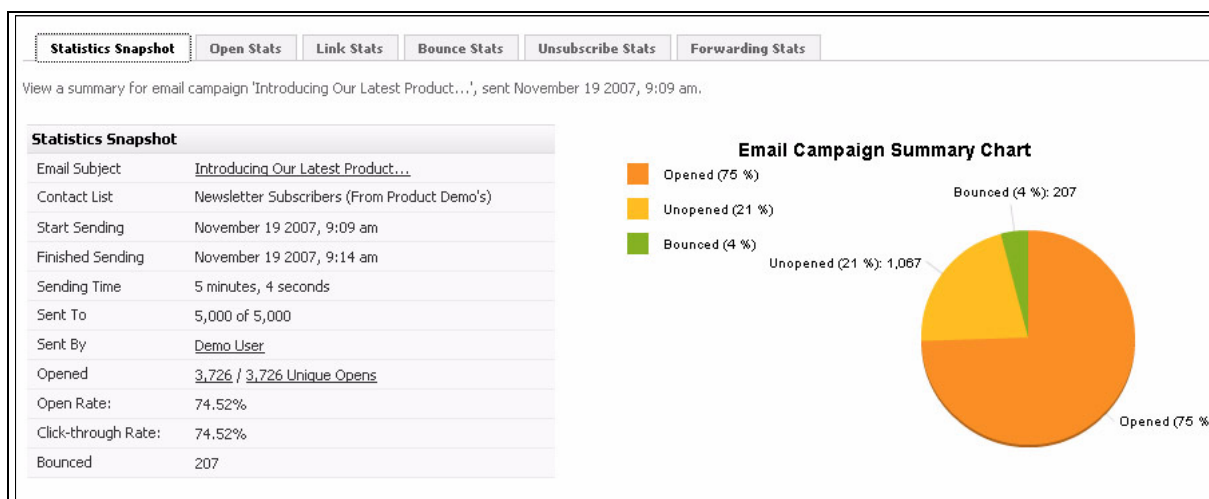 Statistics Snapshot Open Stats Link Stats Bounce Stats Unsubscribe Stats Forwarding Stats
View a summary for email campaign 'Introducing Our Latest Product...', sent November 19 2007, 9:09 am.
Statistics Snapshot
Email Subject Introducing Our Latest Product...
Contact List Newsletter Subscribers (From Product Demo's)
Start Sending November 19 2007, 9:09 am
Finished Sending November 19 2007, 9:14 am
Sending Time 5 minutes, 4 seconds
Sent To 5,000 of 5,000
Sent By Demo User
Opened 3,726 / 3,726 Unique Opens
Open Rate: 74.52%
Click-through Rate: 74.52%
Bounced 207
Email Campaign Summary Chart
Opened (75 %)
Unopened (21 %)
Bounced (4 %)
Bounced (4 %): 207
Unopened (21 %): 1,067
Opened (75 %